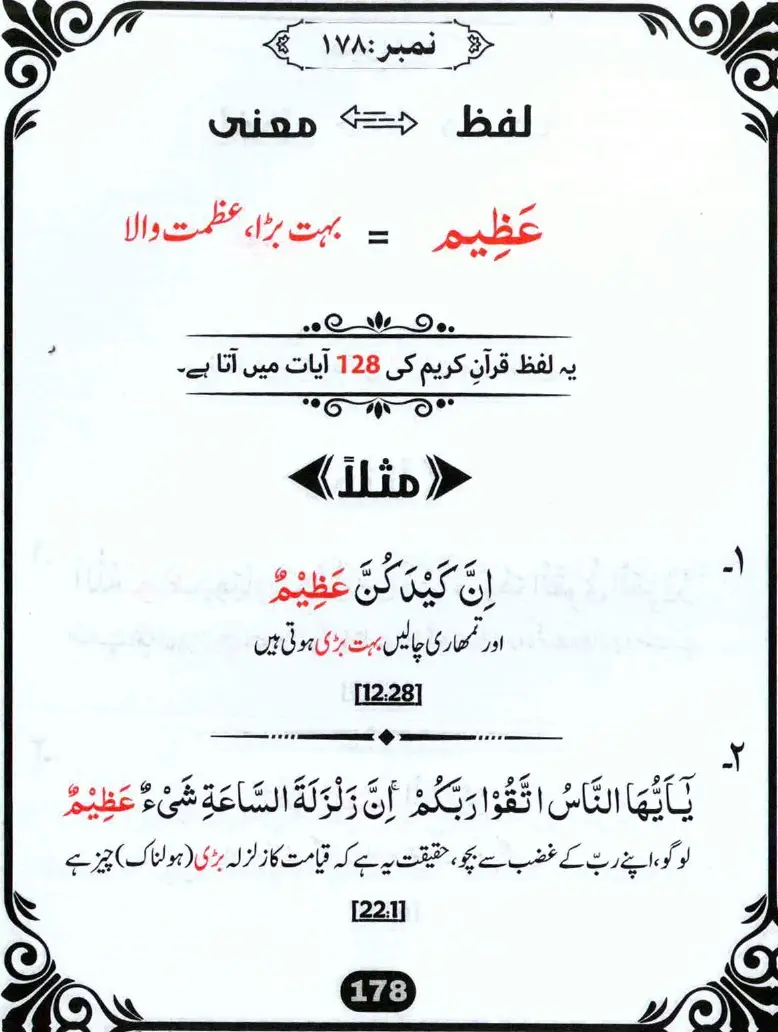 نمبر: ۱۷۸
لفظ معنی
عَظِيم = بہت بڑا، عظمت والا
یہ لفظ قرآنِ کریم کی 128 آیات میں آتا ہے۔
مثلاً
۱۔
اِنَّ كَيْدَكُنَّ عَظِيْمٌ
اور تمھاری چالیں بہت بڑی ہوتی ہیں
[12:28]
۲۔
يٰٓاَيُّهَا النَّاسُ اتَّقُوْا رَبَّكُمْ ۚ اِنَّ زَلْزَلَةَ السَّاعَةِ شَيْءٌ عَظِيْمٌ
لوگو، اپنے ربّ کے غضب سے بچو، حقیقت یہ ہے کہ قیامت کا زلزلہ بڑی (ہولناک) چیز ہے
[22:1]
178